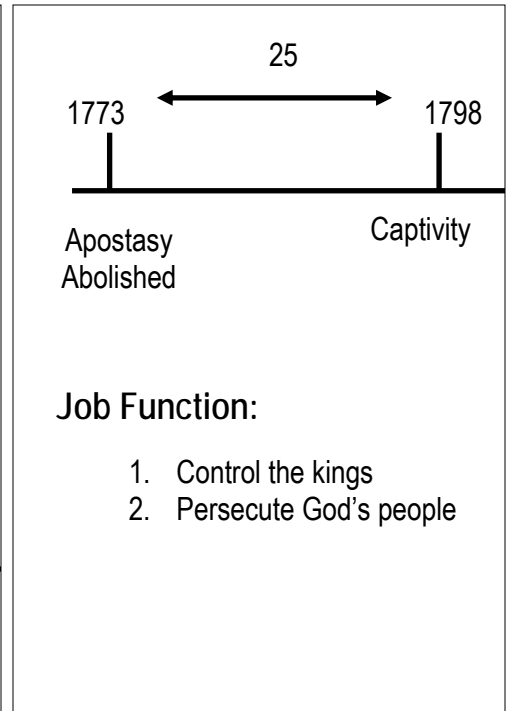 25
1773 1798
Apostasy Captivity
Abolished
Job Function:
1. Control the kings
2. Persecute God's people